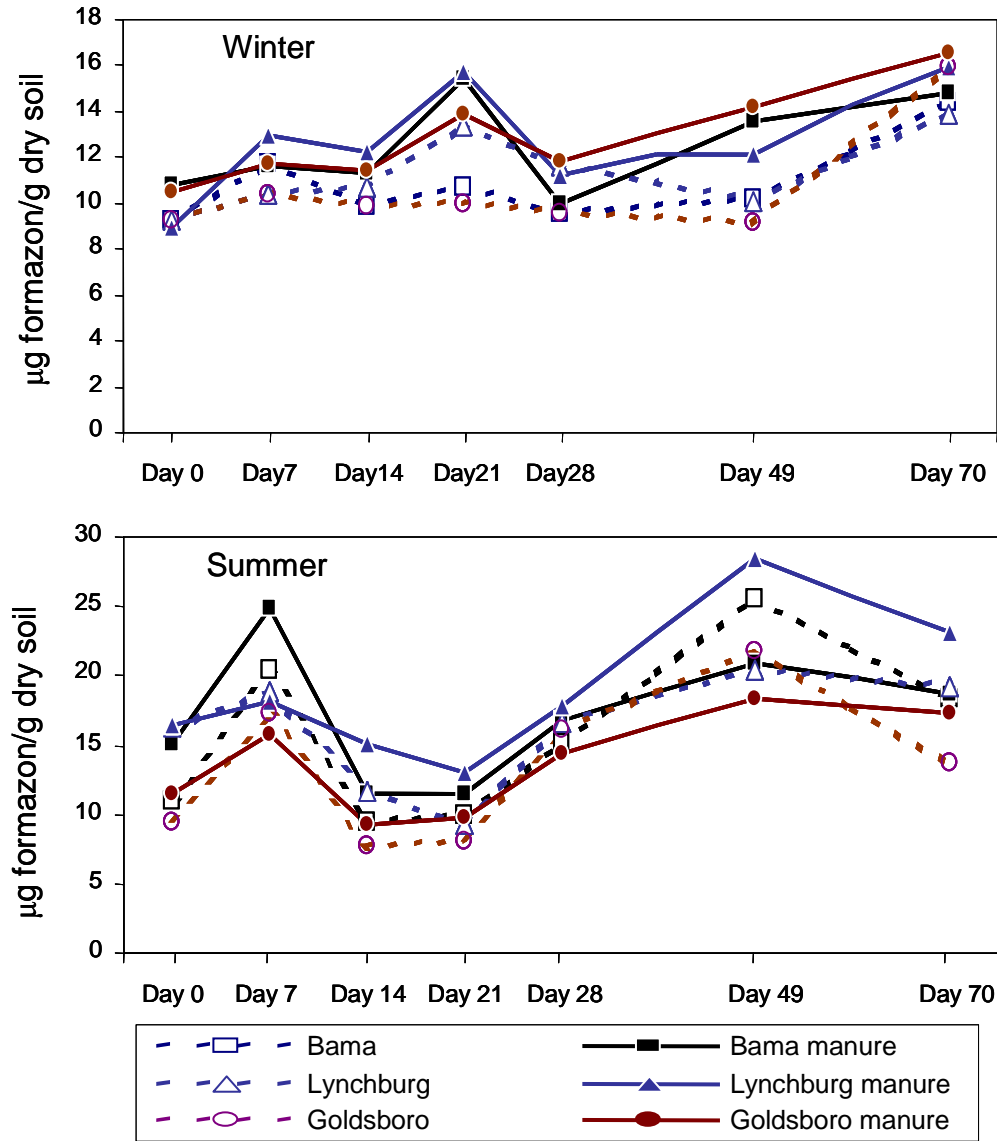 Winter
µg formazon/g dry soil
18
16
14
12
10
8
6
4
2
0
Day 0 Day7 Day14 Day21 Day28 Day 49 Day 70
Summer
µg formazon/g dry soil
30
25
20
15
10
5
0
Day 0 Day 7 Day 14 Day 21 Day 28 Day 49 Day 70
Bama Bama manure
Lynchburg Lynchburg manure
Goldsboro Goldsboro manure